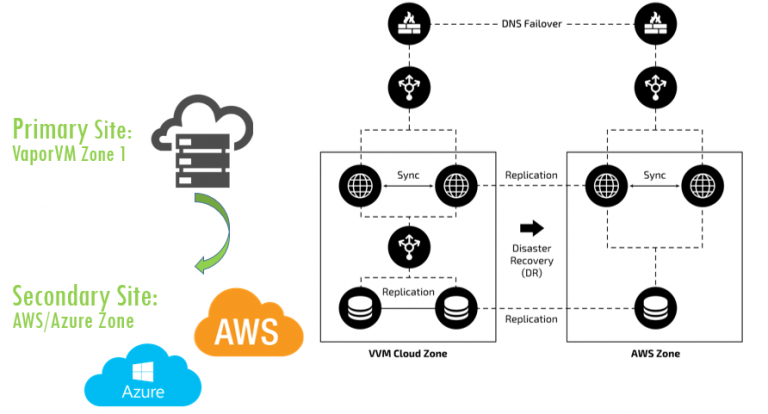 Primary Site:
VaporVM Zone 1
Secondary Site:
AWS/Azure Zone
AWS
Azure
DNS Failover
Sync
Replication
Sync
Disaster
Recovery
(DR)
Replication
Replication
VVM Cloud Zone
AWS Zone